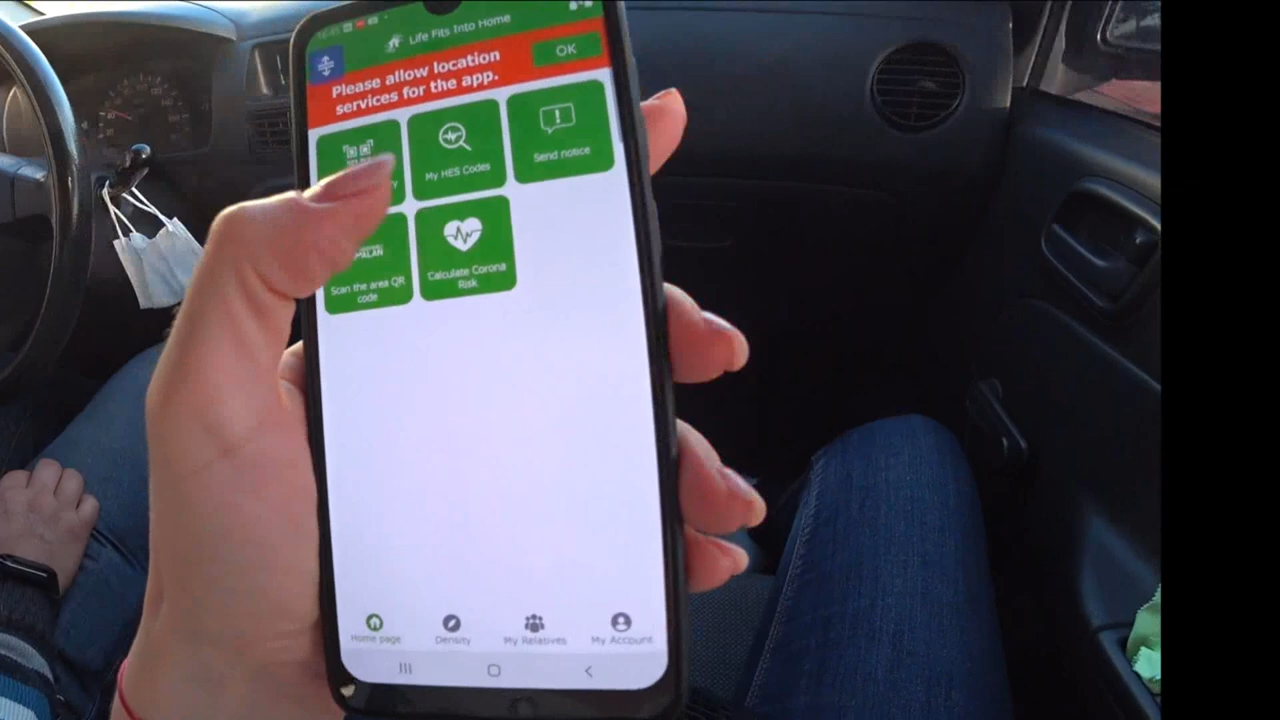 Life Fits Into Home
Please allow location
services for the app.
OK
My HES Codes
Send notice
PALAN
Scan the area QR
code
Calculate Corona
Risk
Home page
Density
My Relatives
My Account